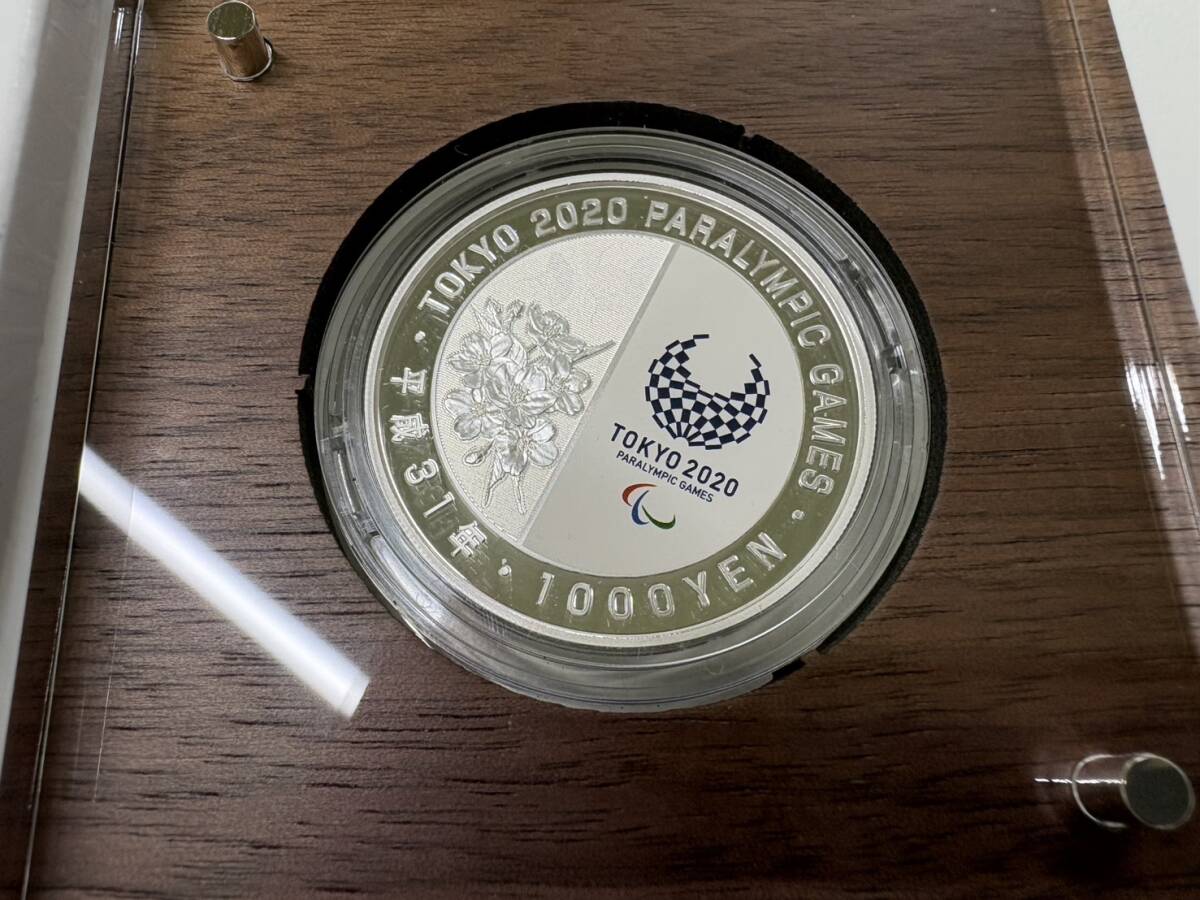 TOKYO 2020 PARALYMPIC GAMES
平成31年
1000YEN
TOKYO 2020
PARALYMPIC GAMES